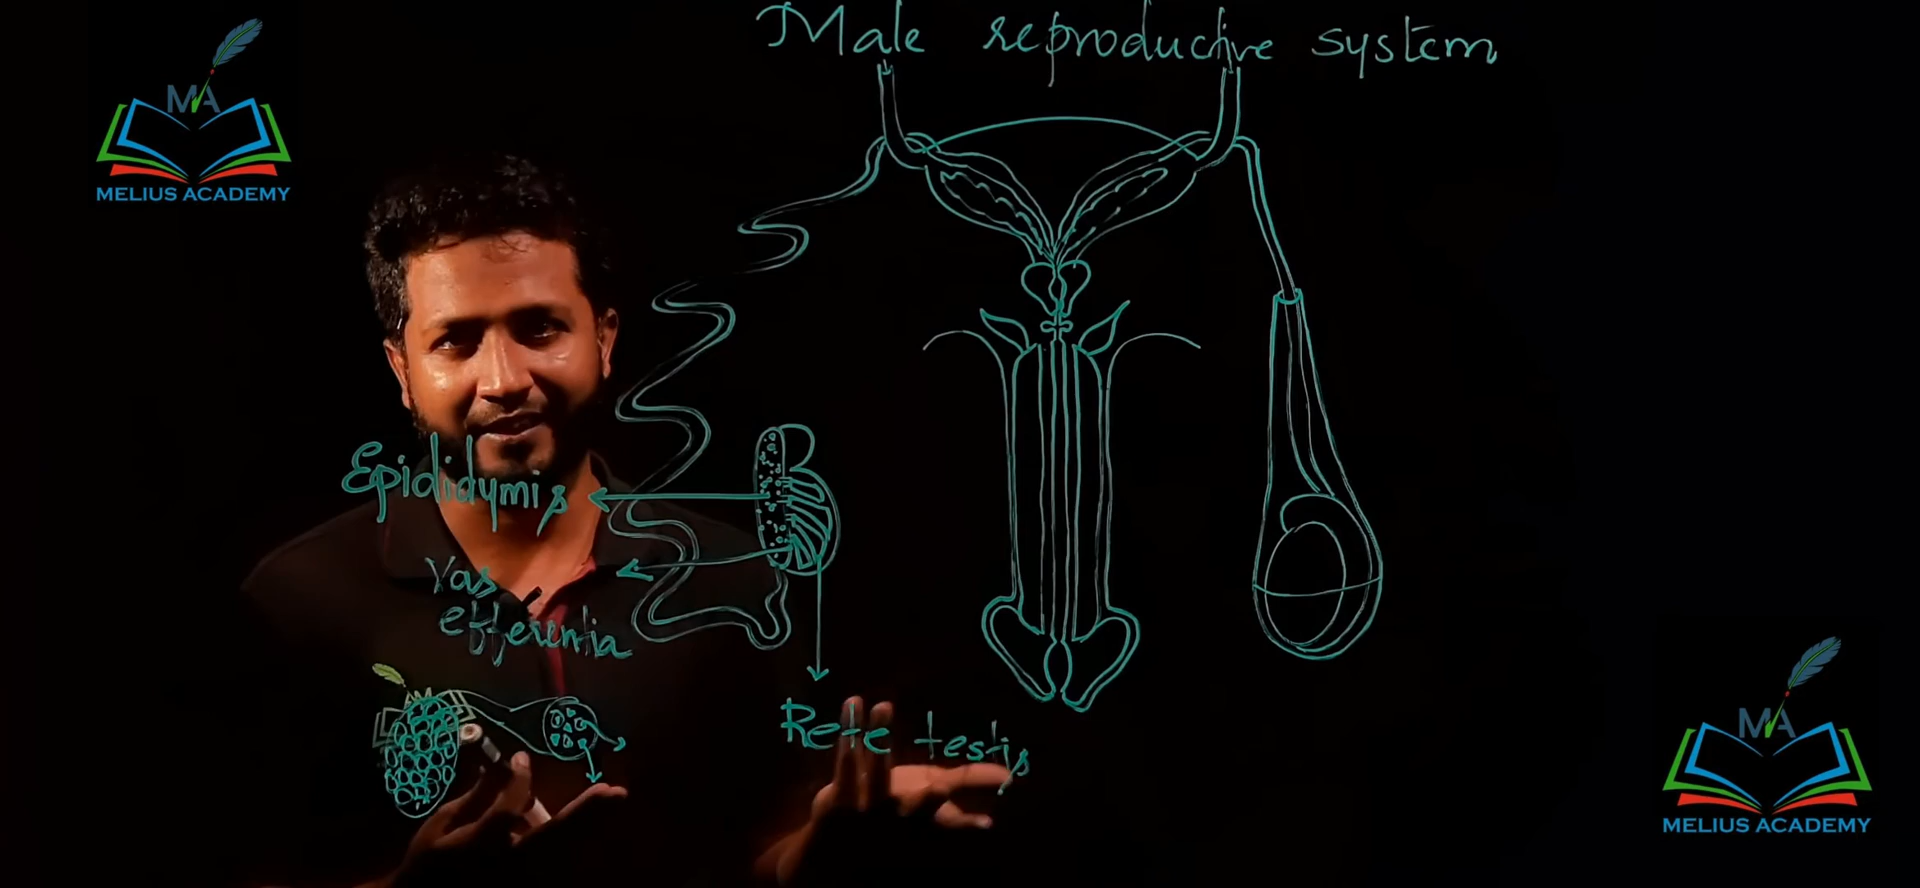 Male reproductive system
MA
MELIUS ACADEMY
Epididymis
Vas
efferentia
Rete testis
MA
MELIUS ACADEMY